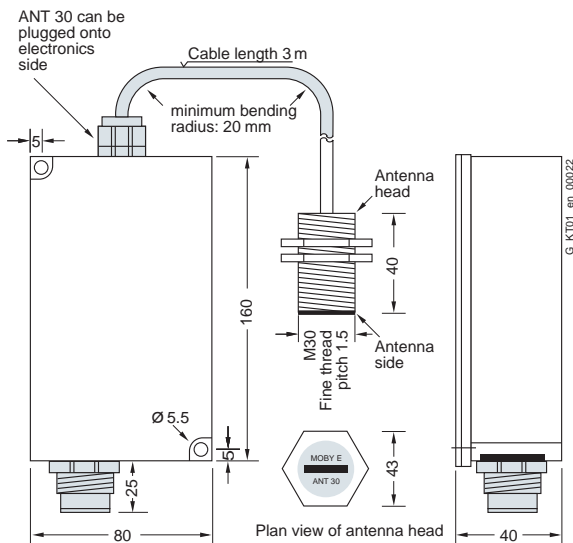 ANT 30 can be
plugged onto
electronics
side
Cable length 3 m
minimum bending
radius: 20 mm
5
Antenna
head
G_KT01_en_00022
40
160
M30
Fine thread
pitch 1.5
Antenna
side
Ø 5.5
5
25
MOBY E
ANT 30
43
80
Plan view of antenna head
40